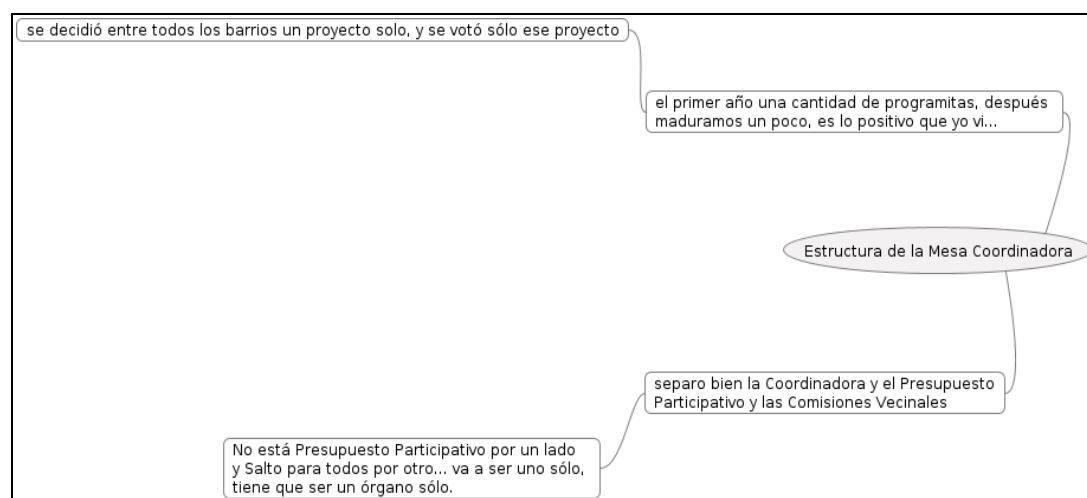 se decidió entre todos los barrios un proyecto solo, y se votó sólo ese proyecto
el primer año una cantidad de programitas, después
maduramos un poco, es lo positivo que yo vi...
Estructura de la Mesa Coordinadora
separo bien la Coordinadora y el Presupuesto
Participativo y las Comisiones Vecinales
No está Presupuesto Participativo por un lado
y Salto para todos por otro... va a ser uno sólo,
tiene que ser un órgano sólo.